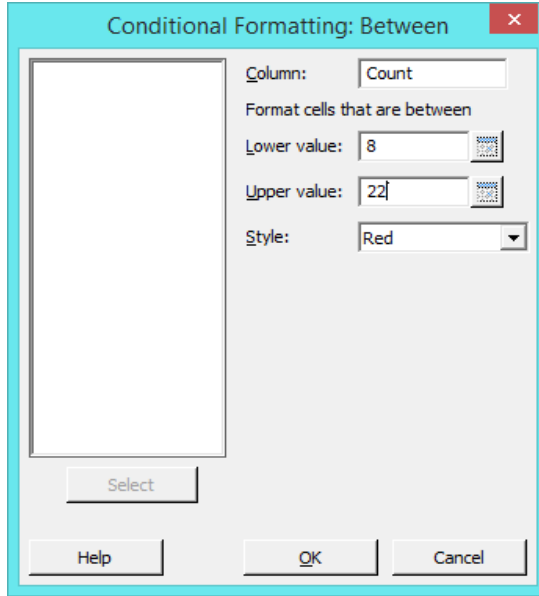 Conditional Formatting: Between
Column: Count
Format cells that are between
Lower value: 8
Upper value: 22
Style: Red
Select
Help OK Cancel